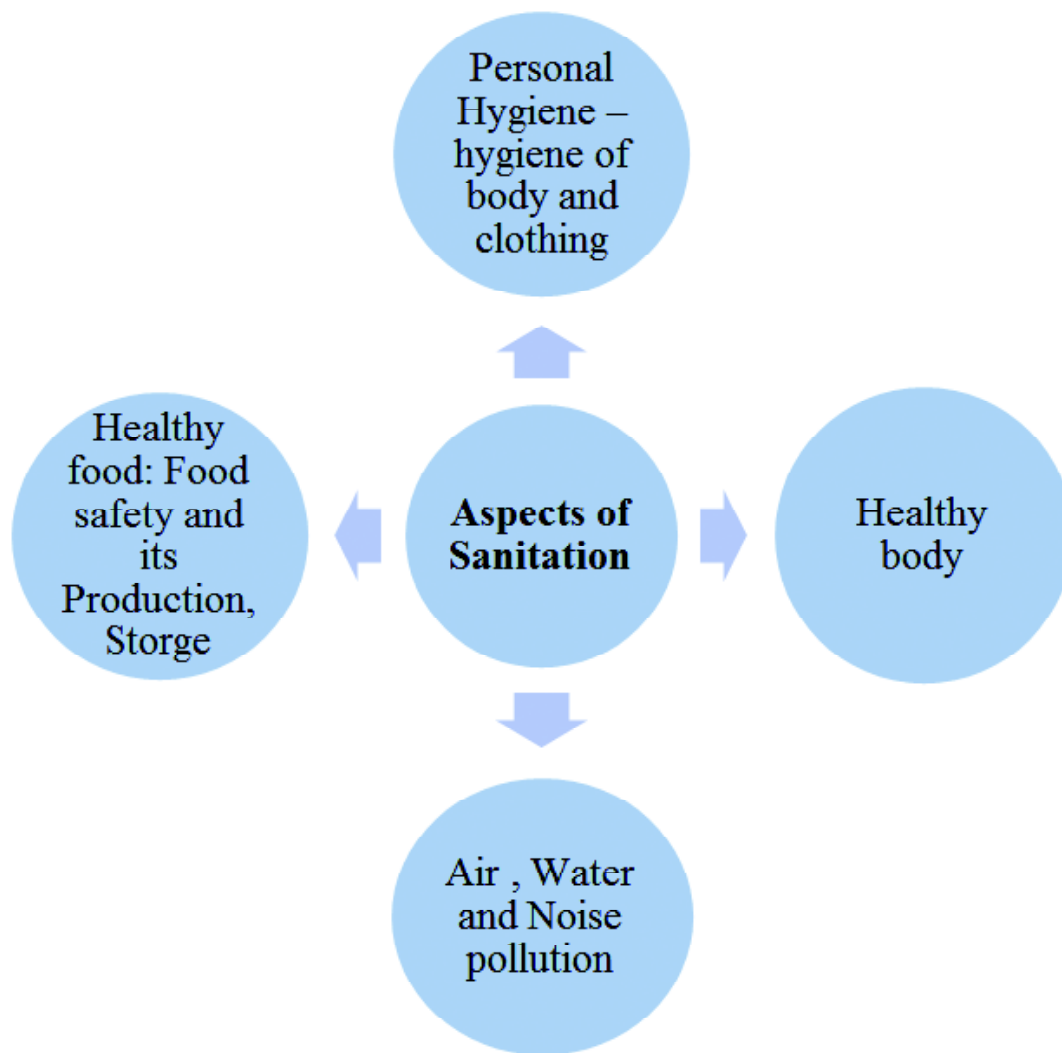 Personal
Hygiene –
hygiene of
body and
clothing
Healthy
food: Food
safety and
its
Production,
Storge
Aspects of
Sanitation
Healthy
body
Air , Water
and Noise
pollution